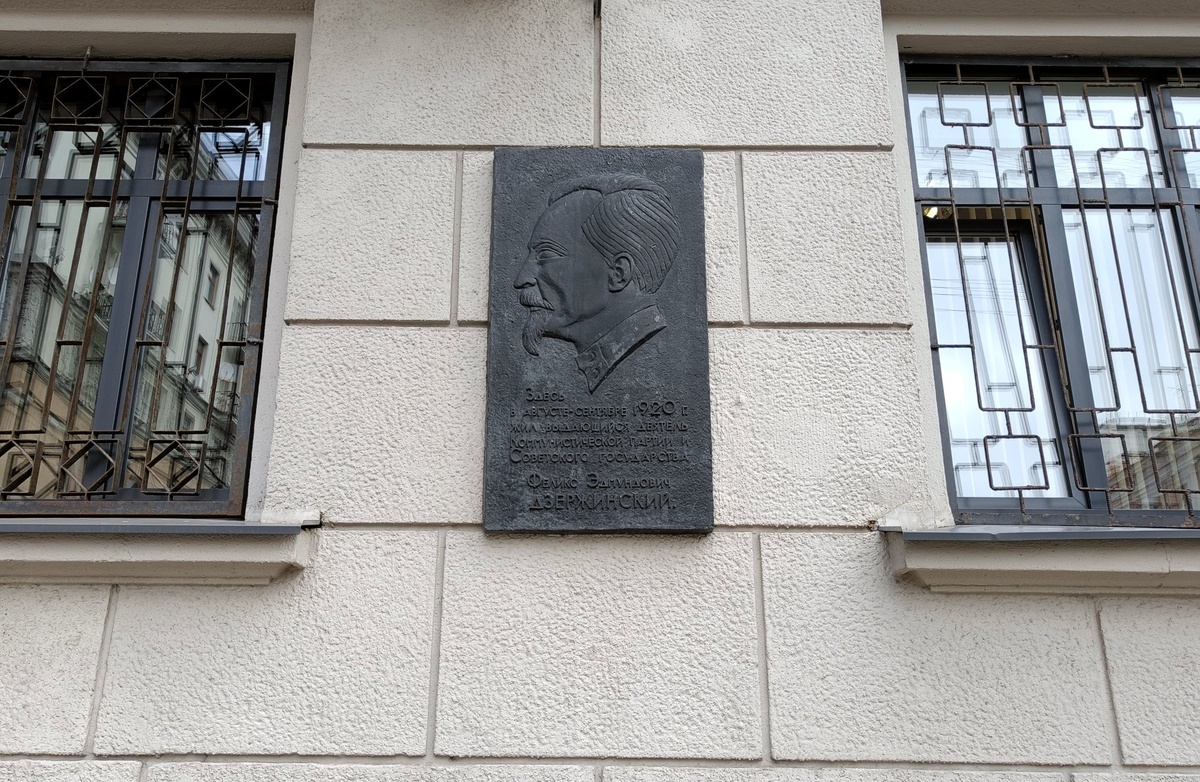 Здесь
в августе-сентябре 1920 г.
жил выдающийся деятель
Коммунистической партии и
Советского государства
Феликс Эдмундович
ДЗЕРЖИНСКИЙ.